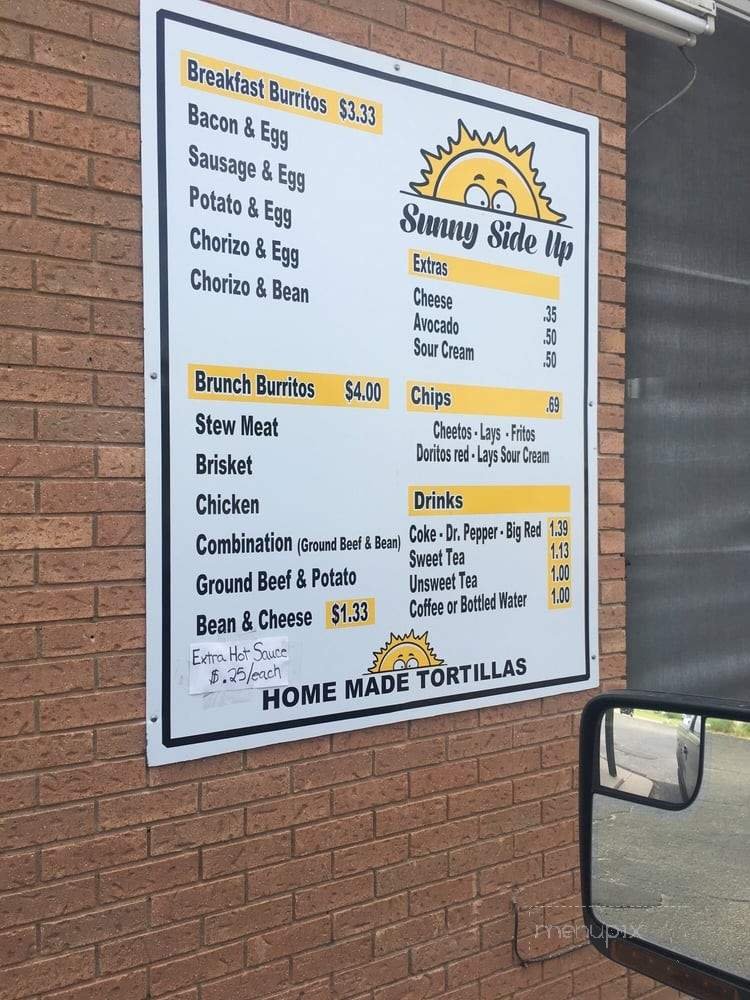 Breakfast Burritos $3.33
Bacon & Egg
Sausage & Egg
Potato & Egg
Chorizo & Egg
Chorizo & Bean
Brunch Burritos $4.00
Stew Meat
Brisket
Chicken
Combination (Ground Beef & Bean)
Ground Beef & Potato
Bean & Cheese $1.33
Extra Hot Sauce
$.25/each
Sunny Side Up
Extras
Cheese .35
Avocado .50
Sour Cream .50
Chips .69
Cheetos - Lays - Fritos
Doritos red - Lays Sour Cream
Drinks
Coke - Dr. Pepper - Big Red 1.39
Sweet Tea 1.13
Unsweet Tea 1.00
Coffee or Bottled Water 1.00
HOME MADE TORTILLAS
menupix